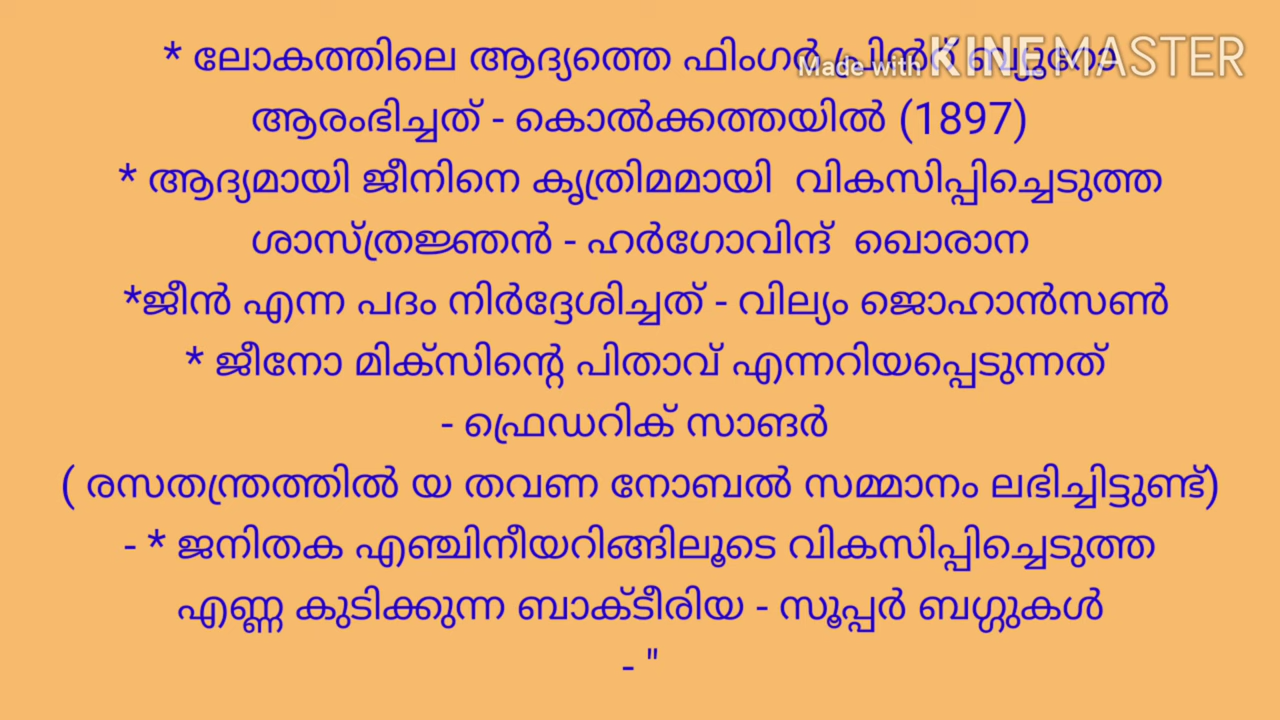 * ലോകത്തിലെ ആദ്യത്തെ ഫിംഗർ പ്രിൻറ്
Made with KINEMASTER
ആരംഭിച്ചത് - കൊൽക്കത്തയിൽ (1897)
* ആദ്യമായി ജീനിനെ കൃത്രിമമായി വികസിപ്പിച്ചെടുത്ത
ശാസ്ത്രജ്ഞൻ - ഹർഗോവിന്ദ് ഖൊരാന
*ജീൻ എന്ന പദം നിർദ്ദേശിച്ചത് - വില്യം ജൊഹാൻസൺ
* ജീനോ മിക്സിന്റെ പിതാവ് എന്നറിയപ്പെടുന്നത്
- ഫ്രെഡറിക് സാങർ
( രസതന്ത്രത്തിൽ യ തവണ നോബൽ സമ്മാനം ലഭിച്ചിട്ടുണ്ട്)
- * ജനിതക എഞ്ചിനീയറിങ്ങിലൂടെ വികസിപ്പിച്ചെടുത്ത
എണ്ണ കുടിക്കുന്ന ബാക്ടീരിയ - സൂപ്പർ ബഗ്ഗുകൾ
- "